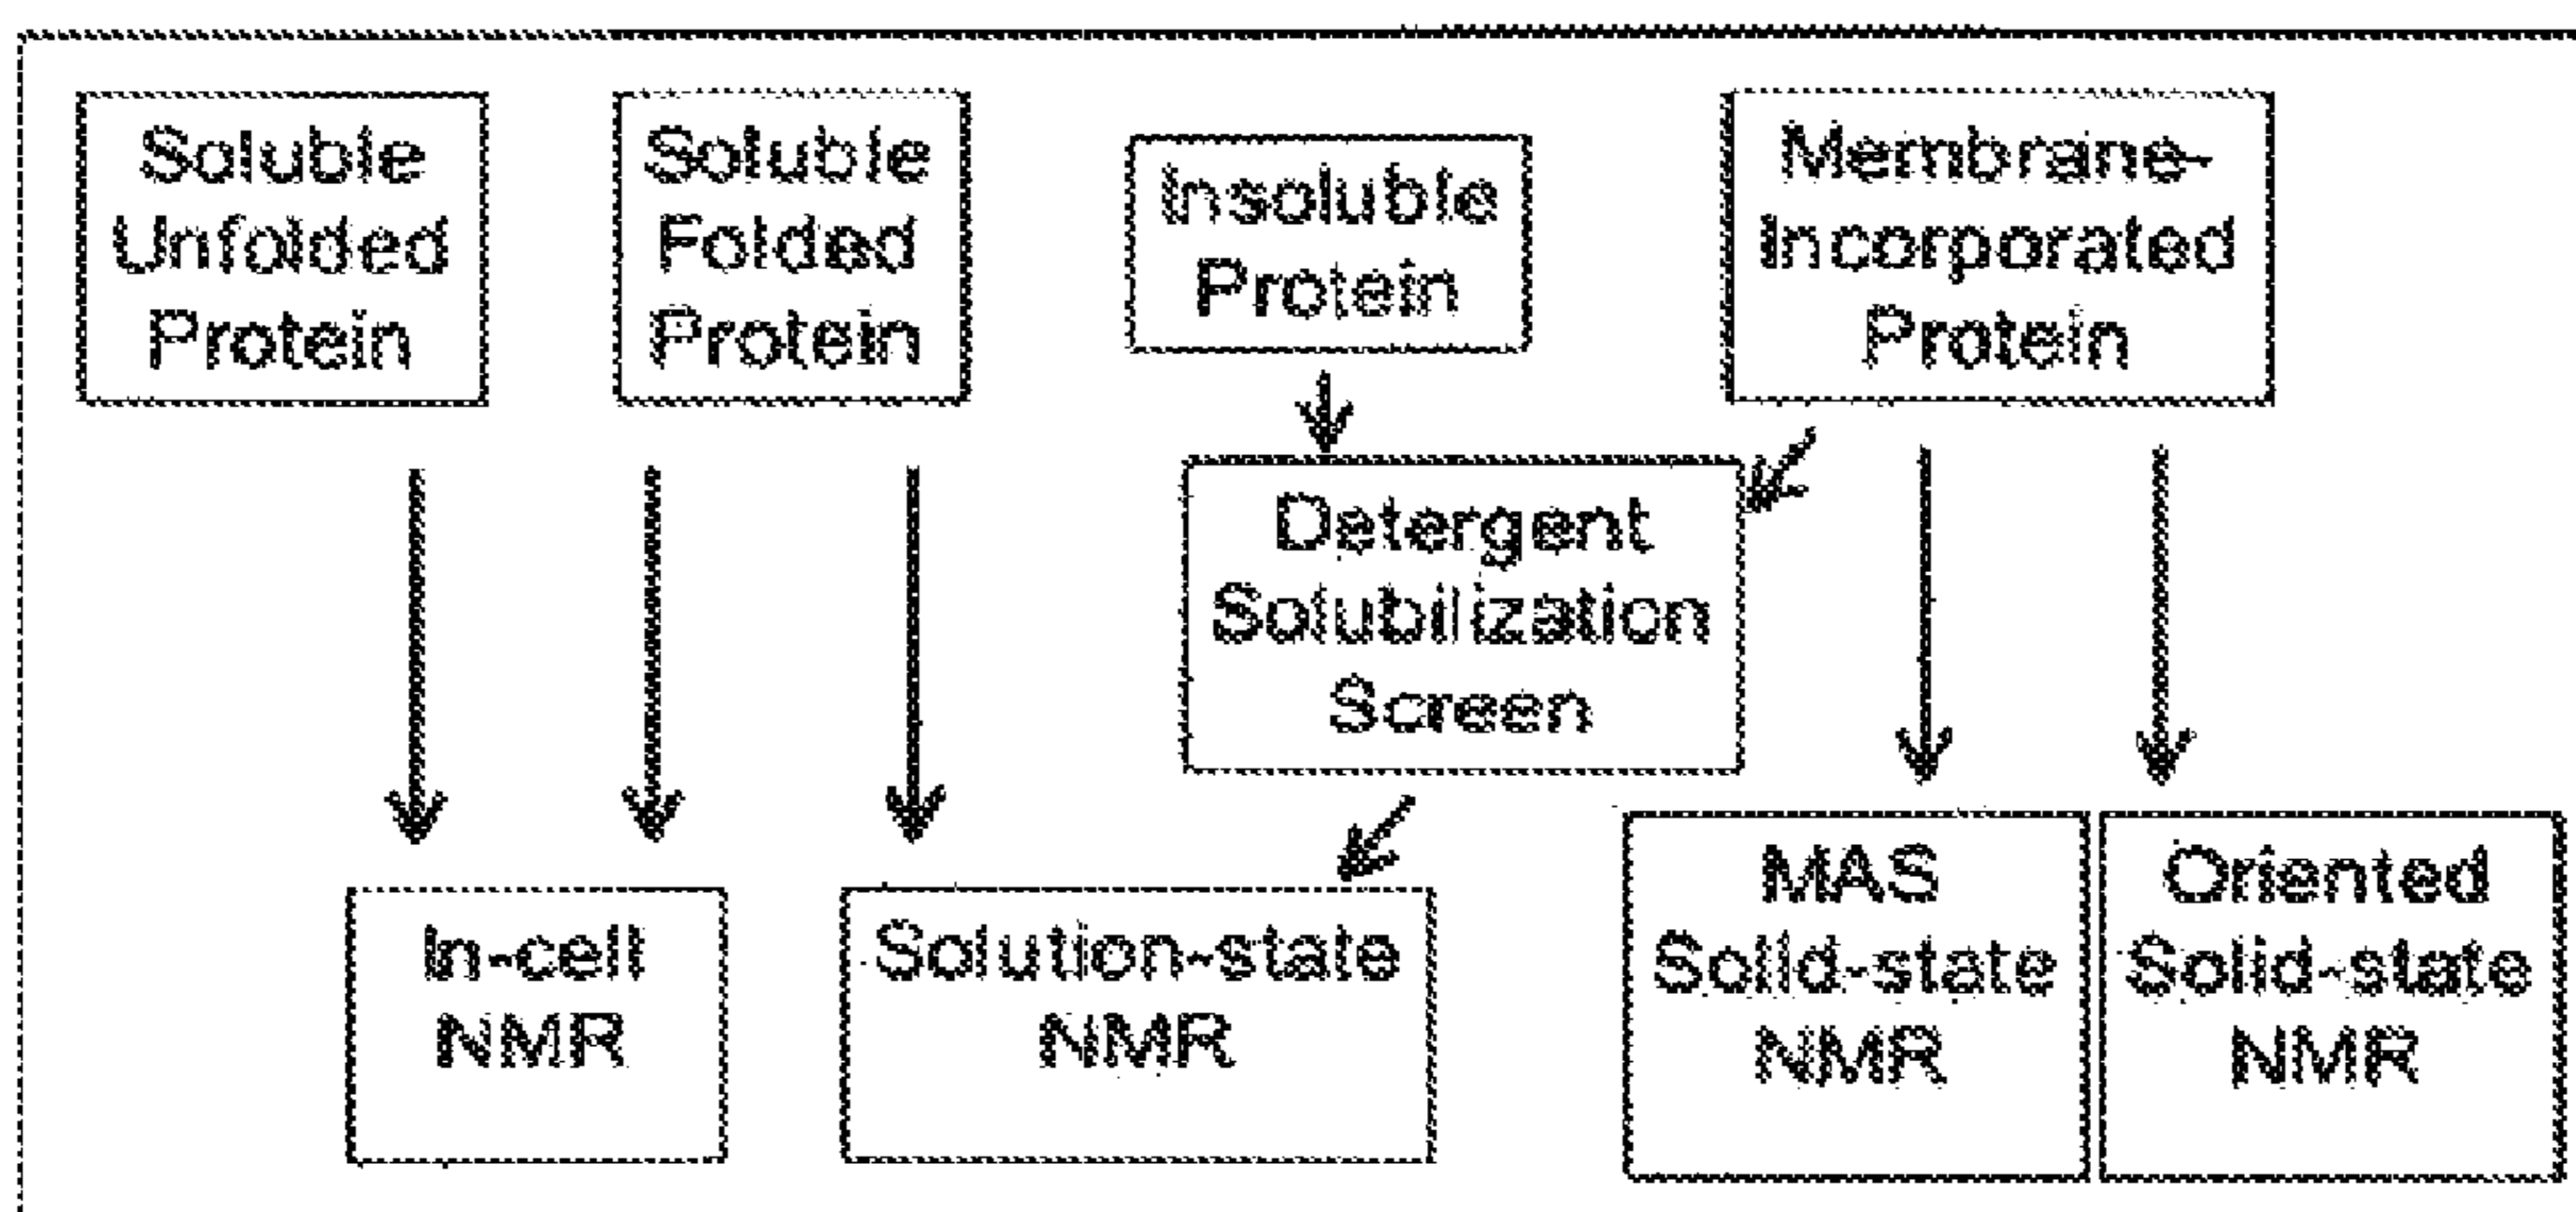 Soluble
Unfolded
Protein
Soluble
Folded
Protein
Insoluble
Protein
Membrane-
Incorporated
Protein
Detergent
Solubilization
Screen
In-cell
NMR
Solution-state
NMR
MAS
Solid-state
NMR
Oriented
Solid-state
NMR